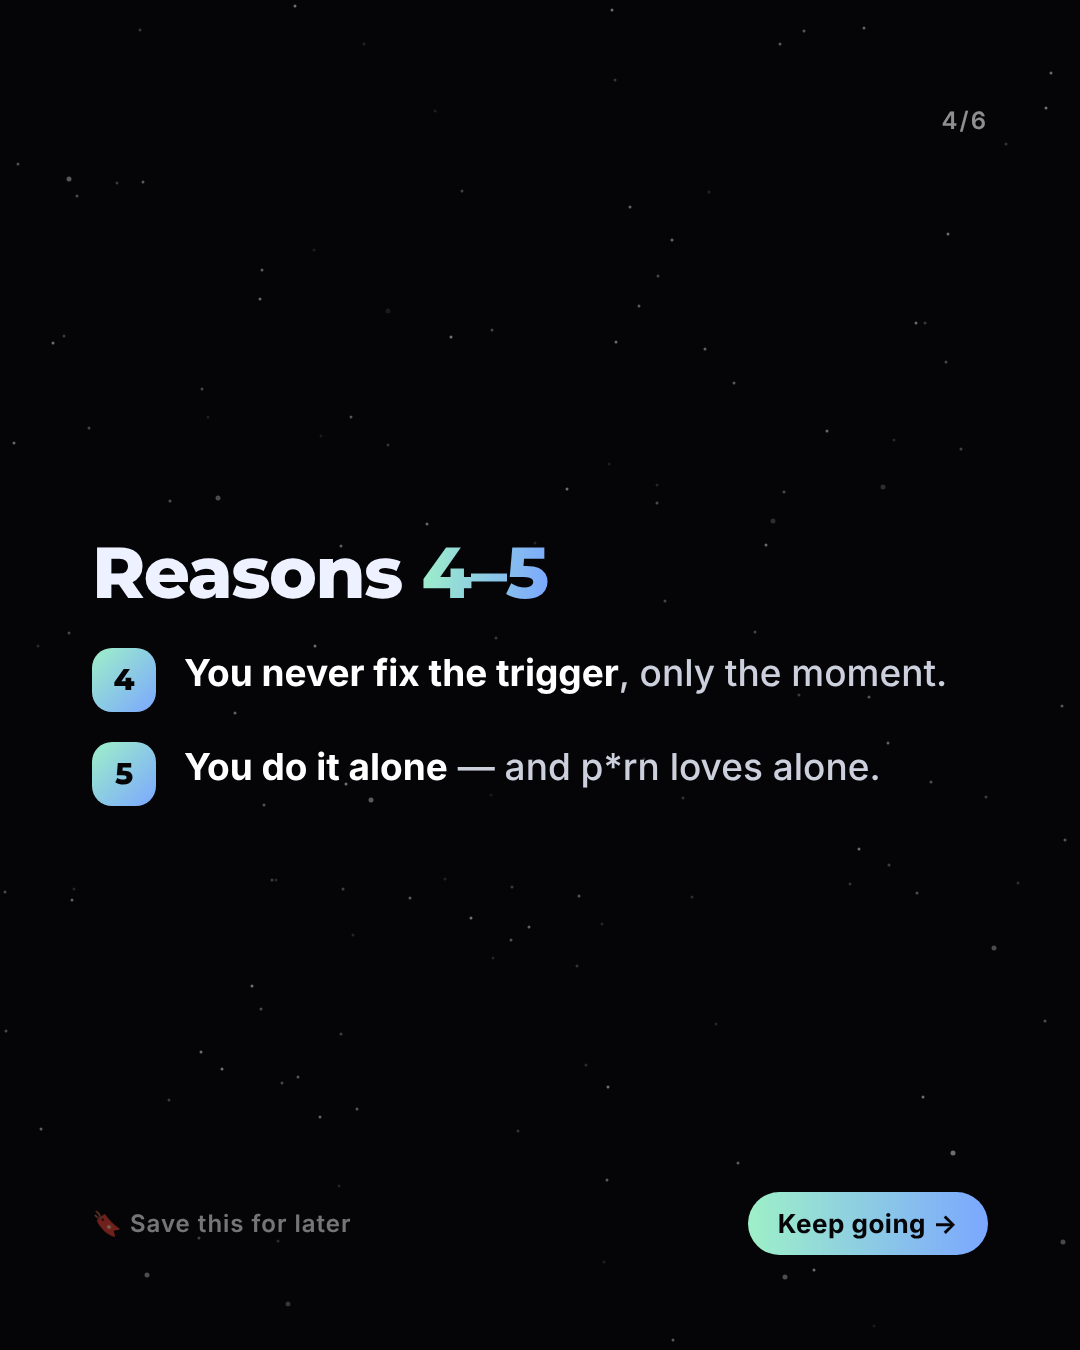 4/6
Reasons 4–5
4 You never fix the trigger, only the moment.
5 You do it alone — and p*rn loves alone.
🔖 Save this for later
Keep going →